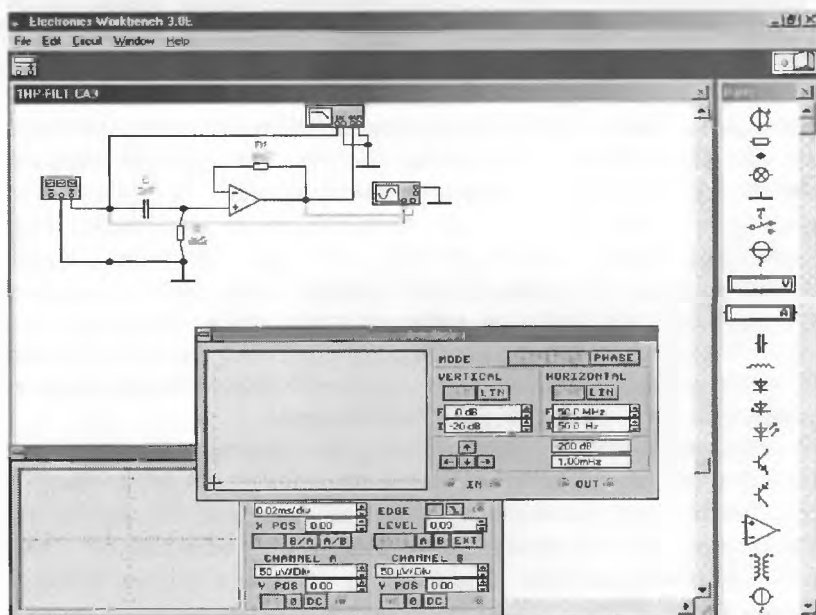 Electronics Workbench 3.0E
File Edit Circuit Window Help
1HP-FILT.CA3
MODE PHASE
VERTICAL HORIZONTAL
LIN LIN
F 0 dB F 50.0 MHz
I -20 dB I 50.0 Hz
200 dB
1.00mHz
IN OUT
0.02ms/div EDGE
X POS 0.00 LEVEL 0.00
B/A A/B A B EXT
CHANNEL A CHANNEL B
50 µV/Div 50 µV/Div
Y POS 0.00 Y POS 0.00
0 DC 0 DC
V
A